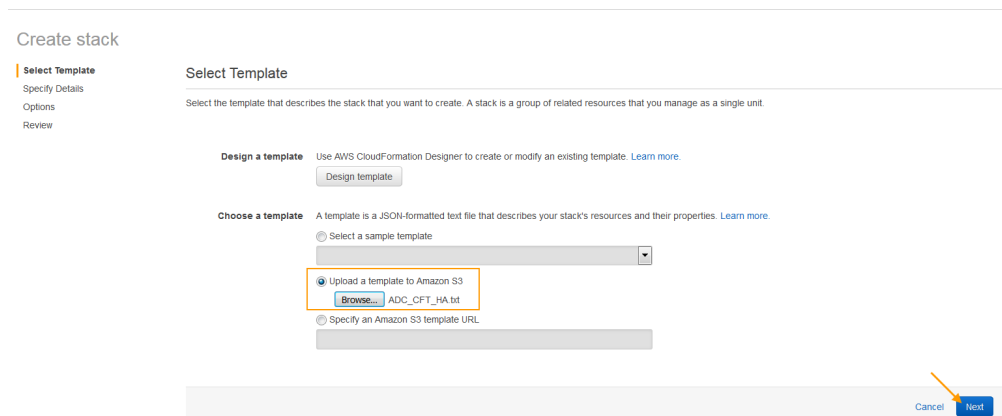 Create stack
Select Template
Specify Details
Options
Review
Select Template
Select the template that describes the stack that you want to create. A stack is a group of related resources that you manage as a single unit.
Design a template Use AWS CloudFormation Designer to create or modify an existing template. Learn more.
Design template
Choose a template A template is a JSON-formatted text file that describes your stack's resources and their properties. Learn more.
Select a sample template
Upload a template to Amazon S3
Browse... ADC_CFT_HA.txt
Specify an Amazon S3 template URL
Cancel Next